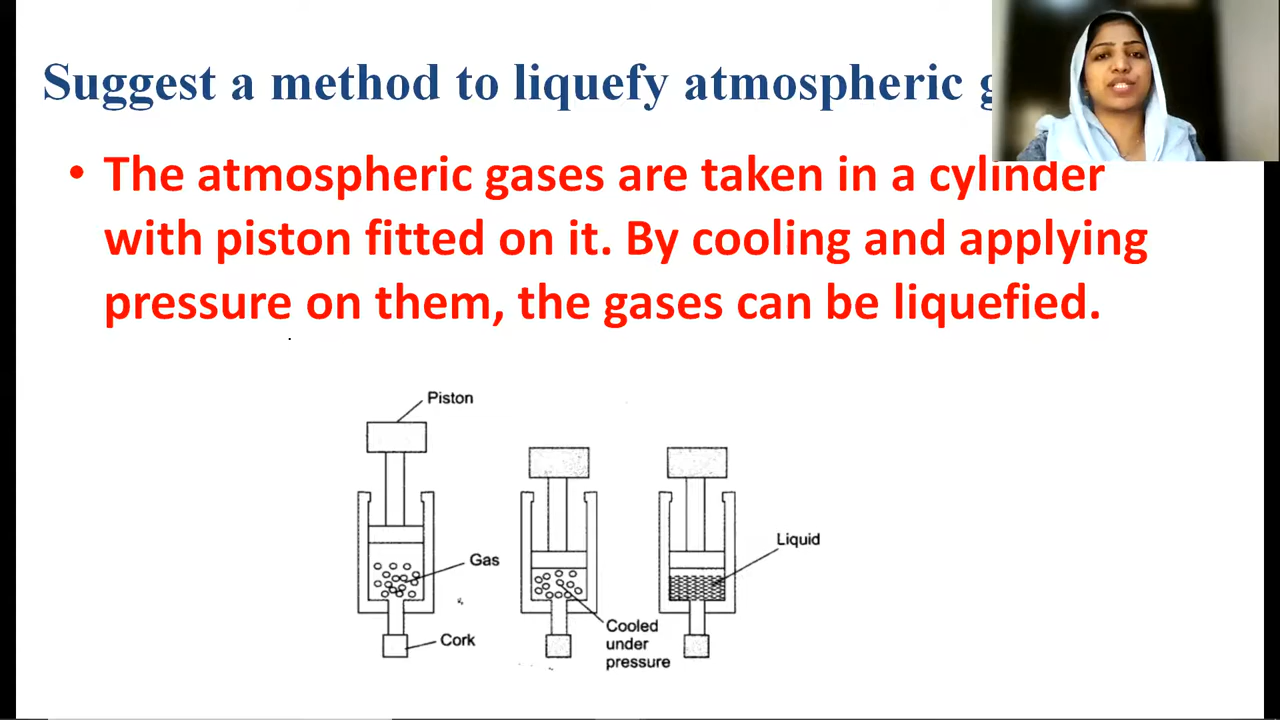 Suggest a method to liquefy atmospheric
• The atmospheric gases are taken in a cylinder
with piston fitted on it. By cooling and applying
pressure on them, the gases can be liquefied.
Piston
Gas
Cork
Cooled
under
pressure
Liquid